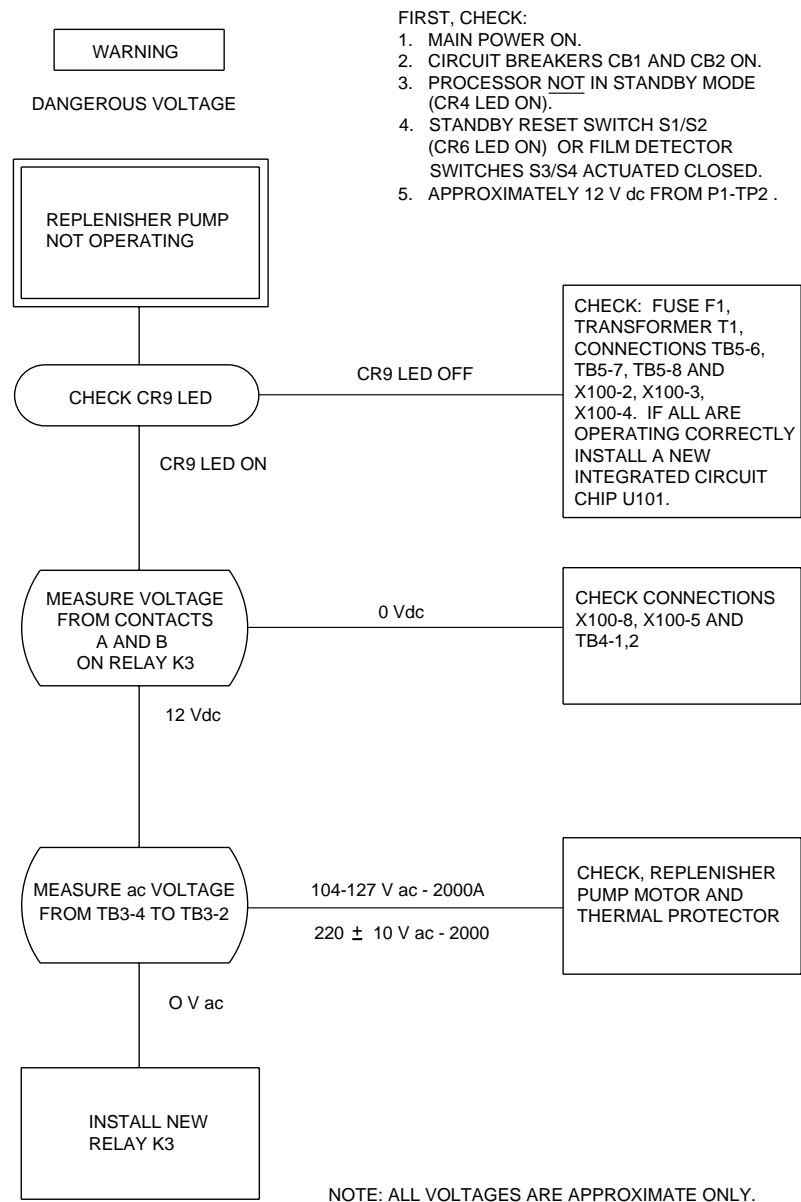 WARNING
DANGEROUS VOLTAGE
FIRST, CHECK:
1. MAIN POWER ON.
2. CIRCUIT BREAKERS CB1 AND CB2 ON.
3. PROCESSOR NOT IN STANDBY MODE
(CR4 LED ON).
4. STANDBY RESET SWITCH S1/S2
(CR6 LED ON) OR FILM DETECTOR
SWITCHES S3/S4 ACTUATED CLOSED.
5. APPROXIMATELY 12 V dc FROM P1-TP2 .
REPLENISHER PUMP
NOT OPERATING
CHECK CR9 LED
CR9 LED OFF
CHECK: FUSE F1,
TRANSFORMER T1,
CONNECTIONS TB5-6,
TB5-7, TB5-8 AND
X100-2, X100-3,
X100-4. IF ALL ARE
OPERATING CORRECTLY
INSTALL A NEW
INTEGRATED CIRCUIT
CHIP U101.
CR9 LED ON
MEASURE VOLTAGE
FROM CONTACTS
A AND B
ON RELAY K3
0 Vdc
CHECK CONNECTIONS
X100-8, X100-5 AND
TB4-1,2
12 Vdc
MEASURE ac VOLTAGE
FROM TB3-4 TO TB3-2
104-127 V ac - 2000A
220 ± 10 V ac - 2000
CHECK, REPLENISHER
PUMP MOTOR AND
THERMAL PROTECTOR
O V ac
INSTALL NEW
RELAY K3
NOTE: ALL VOLTAGES ARE APPROXIMATE ONLY.